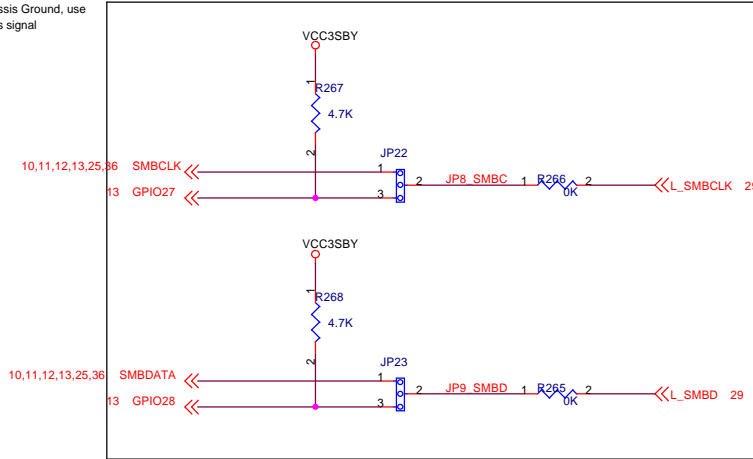 ssis Ground, use
s signal
VCC3SBY
1
R267
4.7K
2
JP22
10,11,12,13,25,36 SMBCLK
1
2 JP8_SMBC 1 R266 2
0K
L_SMBCLK 29
13 GPIO27
3
VCC3SBY
1
R268
4.7K
2
JP23
10,11,12,13,25,36 SMBDATA
1
2 JP9_SMBD 1 R265 2
0K
L_SMBD 29
13 GPIO28
3